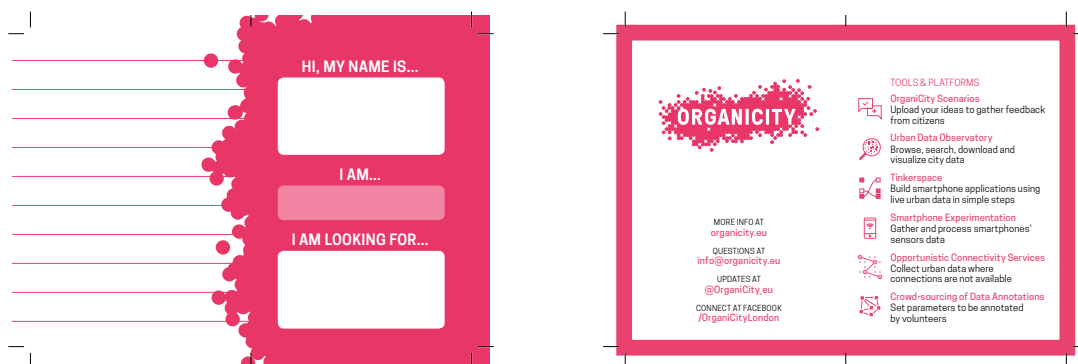 HI, MY NAME IS...
I AM...
I AM LOOKING FOR...
ORGANICITY
MORE INFO AT
organicity.eu
QUESTIONS AT
info@organicity.eu
UPDATES AT
@OrganiCity_eu
CONNECT AT FACEBOOK
/OrganiCityLondon
TOOLS & PLATFORMS
OrganiCity Scenarios
Upload your ideas to gather feedback
from citizens
Urban Data Observatory
Browse, search, download and
visualize city data
Tinkerspace
Build smartphone applications using
live urban data in simple steps
Smartphone Experimentation
Gather and process smartphones'
sensors data
Opportunistic Connectivity Services
Collect urban data where
connections are not available
Crowd-sourcing of Data Annotations
Set parameters to be annotated
by volunteers